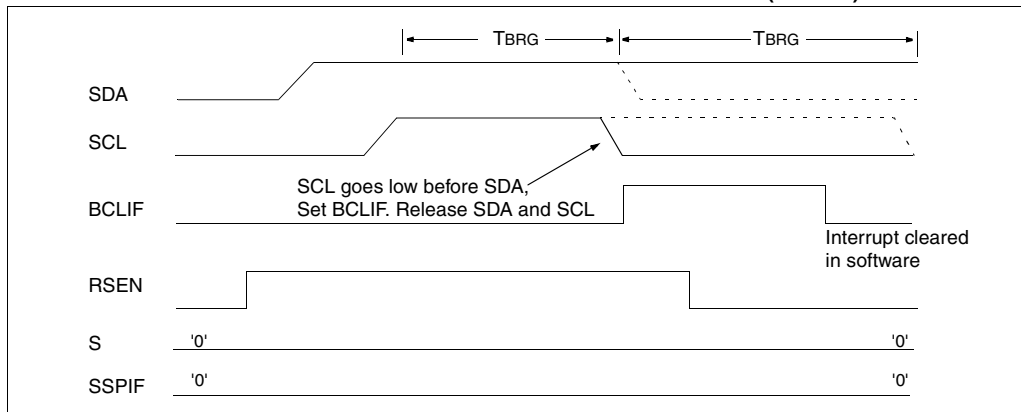 TBRG TBRG
SDA
SCL
SCL goes low before SDA,
Set BCLIF. Release SDA and SCL
BCLIF
Interrupt cleared
in software
RSEN
S '0' '0'
SSPIF '0' '0'